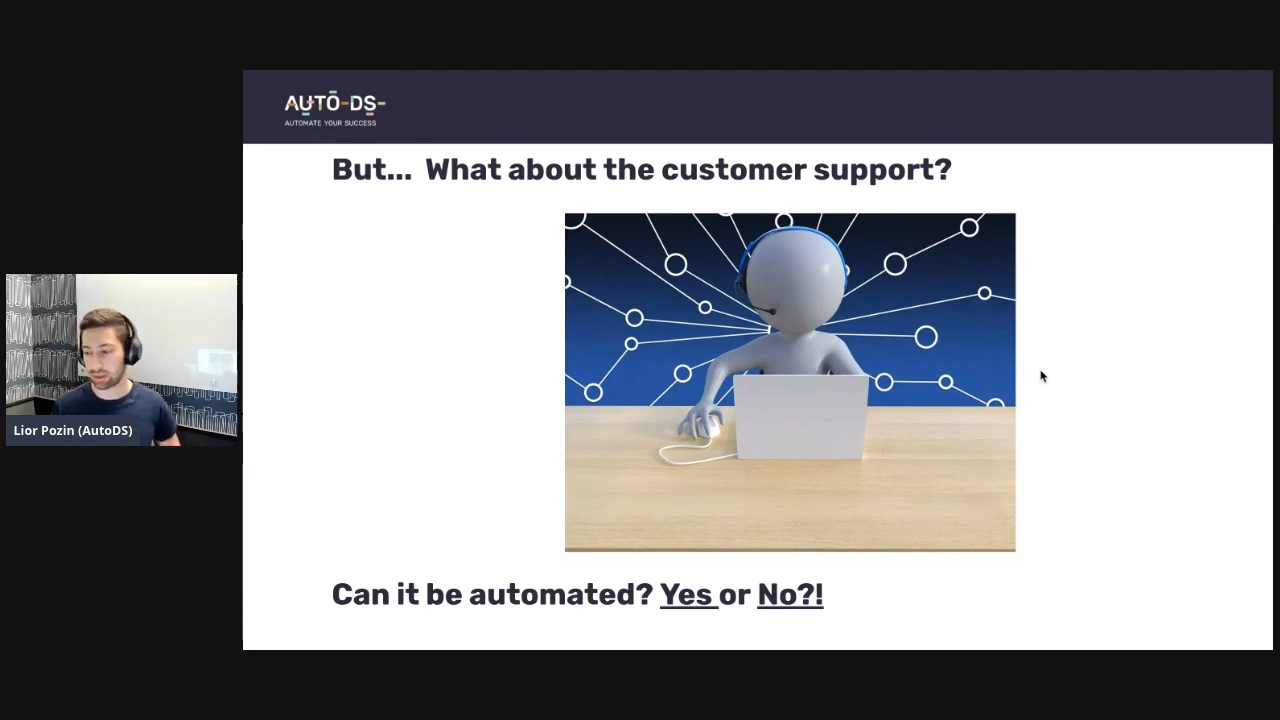 AUTO-DS-
AUTOMATE YOUR SUCCESS
But... What about the customer support?
Lior Pozin (AutoDS)
Can it be automated? Yes or No?!